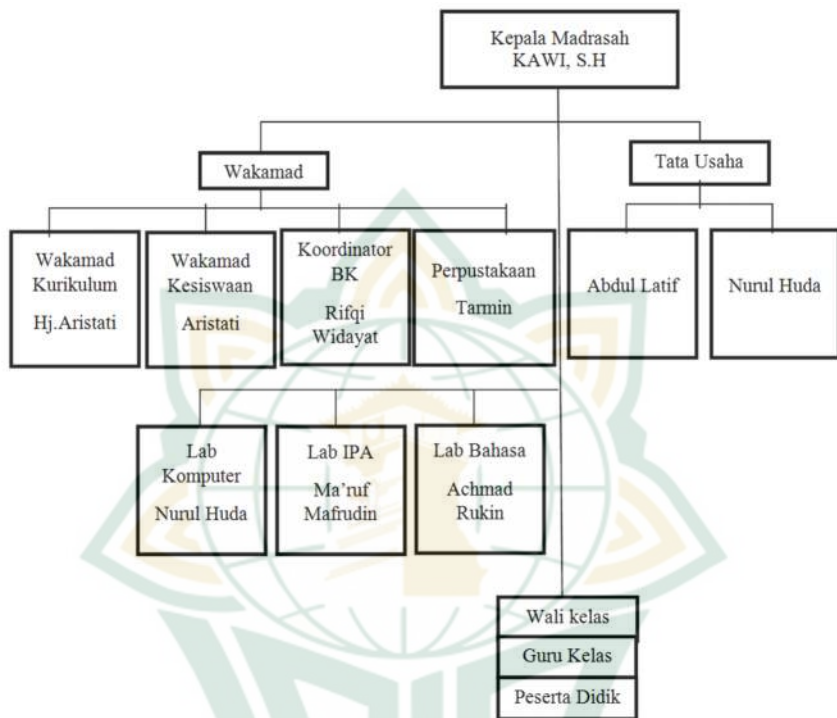 Kepala Madrasah
KAWI, S.H
Wakamad
Tata Usaha
Wakamad
Kurikulum
Hj.Aristati
Wakamad
Kesiswaan
Aristati
Koordinator
BK
Rifqi
Widayat
Perpustakaan
Tarmin
Abdul Latif
Nurul Huda
Lab
Komputer
Nurul Huda
Lab IPA
Ma’ruf
Mafrudin
Lab Bahasa
Achmad
Rukin
Wali kelas
Guru Kelas
Peserta Didik